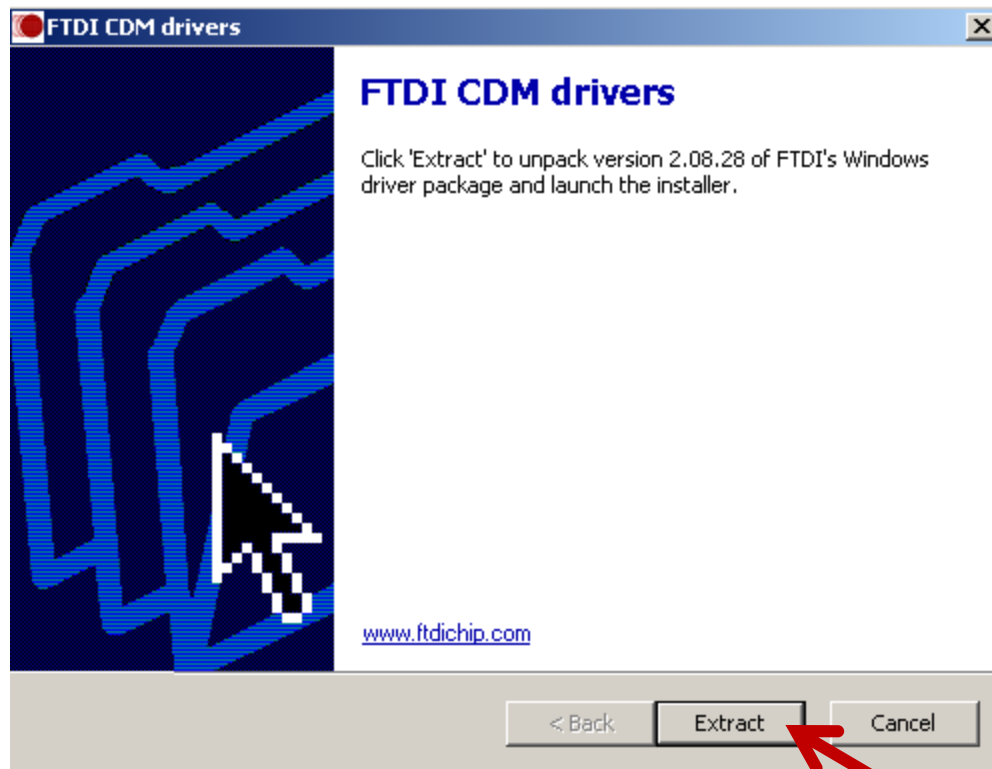 FTDI CDM drivers
FTDI CDM drivers
Click 'Extract' to unpack version 2.08.28 of FTDI's Windows
driver package and launch the installer.
www.ftdichip.com
< Back
Extract
Cancel